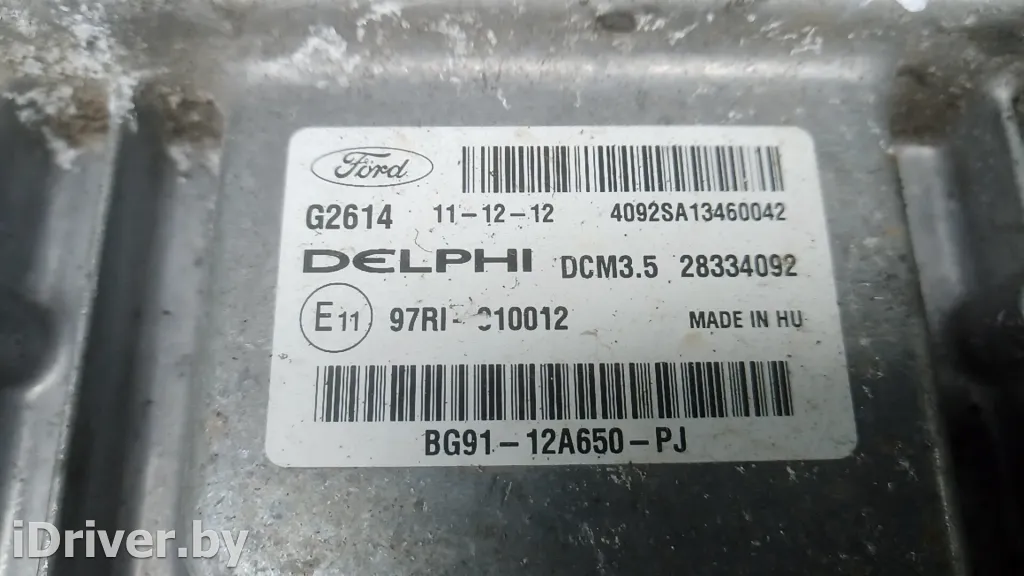 Ford
G2614 11-12-12 4092SA13460042
DELPHI DCM3.5 28334092
E11 97RI- 010012 MADE IN HU
BG91-12A650-PJ
iDriver.by